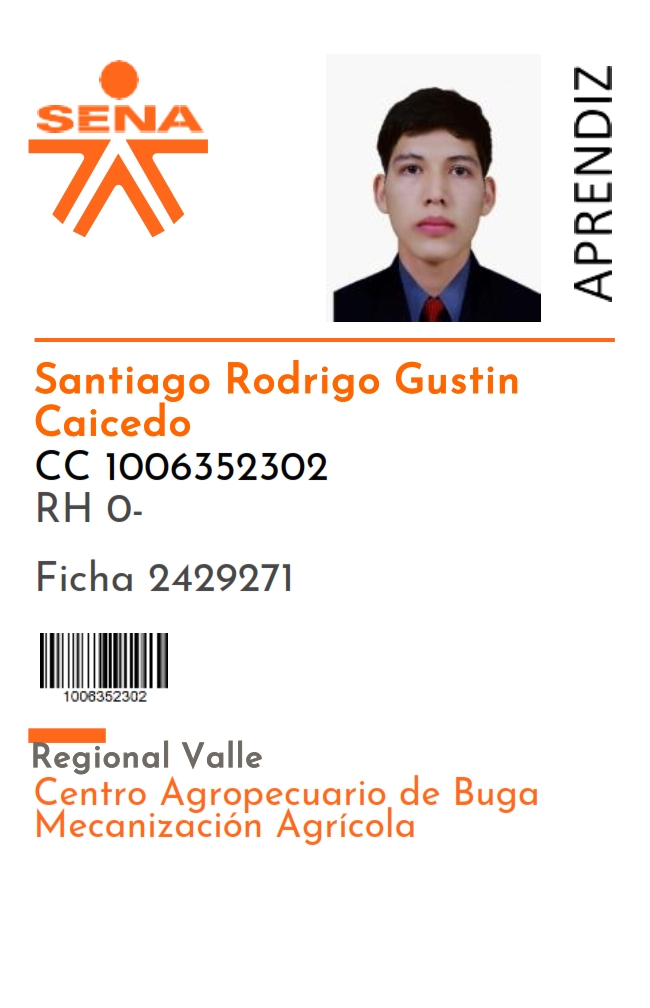 SENA
APRENDIZ
Santiago Rodrigo Gustin
Caicedo
CC 1006352302
RH O-
Ficha 2429271
1006352302
Regional Valle
Centro Agropecuario de Buga
Mecanización Agrícola